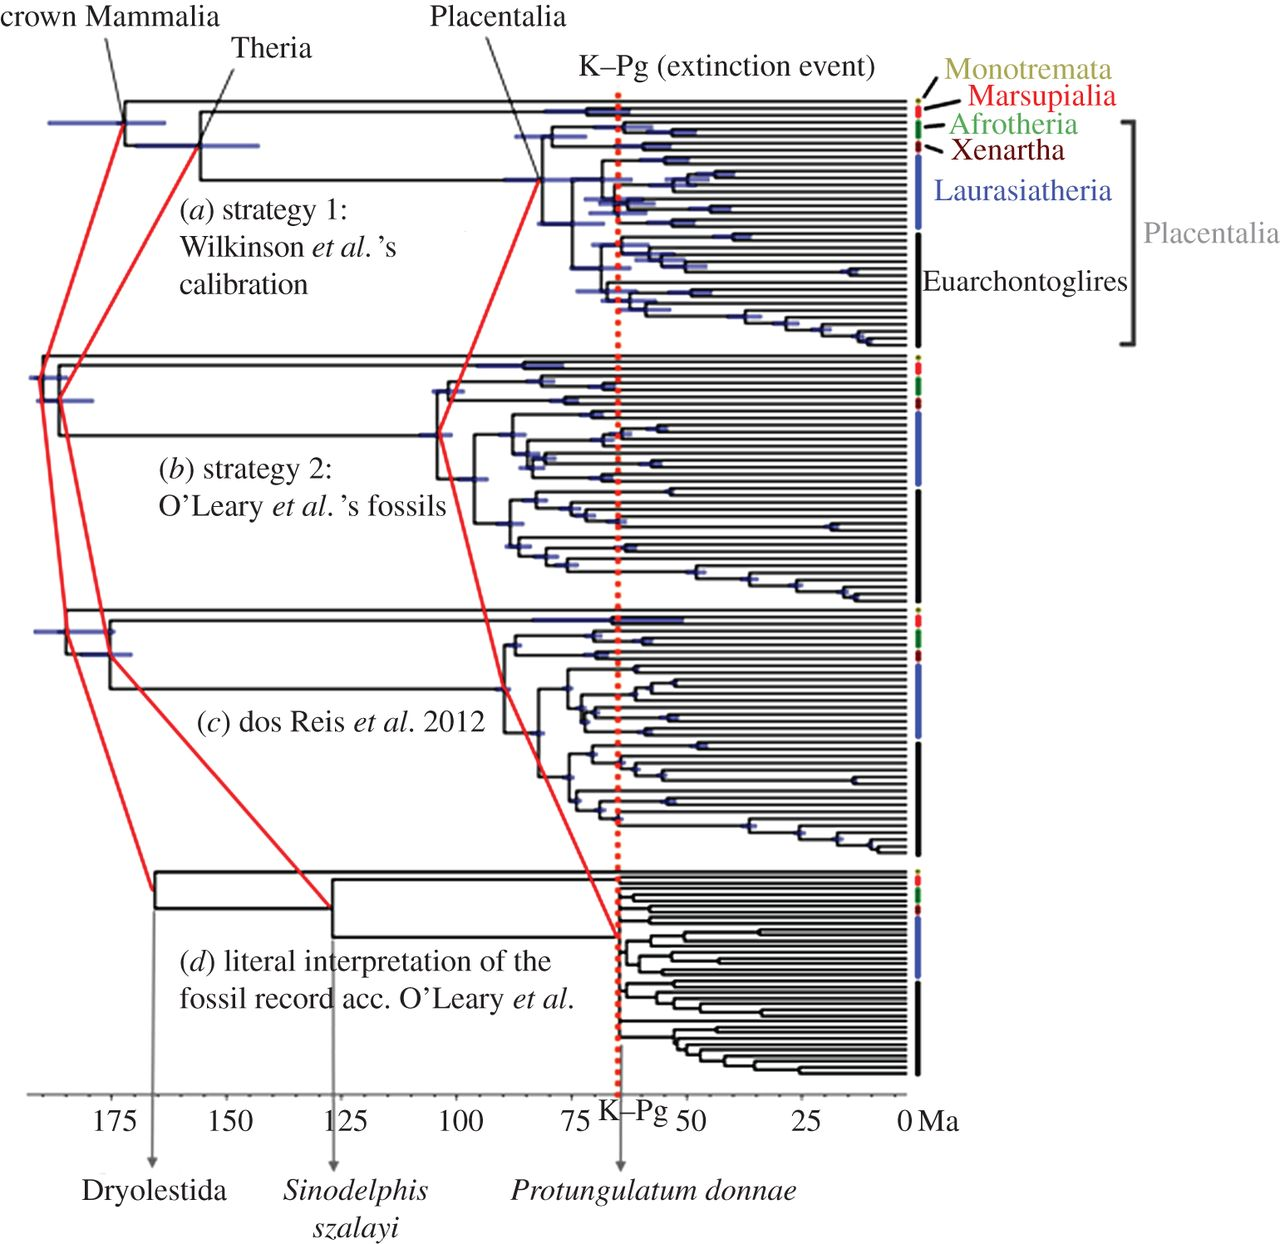 crown Mammalia
Theria
Placentalia
K–Pg (extinction event)
Monotremata
Marsupialia
Afrotheria
Xenartha
Laurasiatheria
Placentalia
Euarchontoglires
(a) strategy 1:
Wilkinson et al. ’s
calibration
(b) strategy 2:
O’Leary et al. ’s fossils
(c) dos Reis et al. 2012
(d) literal interpretation of the
fossil record acc. O’Leary et al.
K–Pg
175 150 125 100 75 50 25 0 Ma
Dryolestida
Sinodelphis
szalayi
Protungulatum donnae